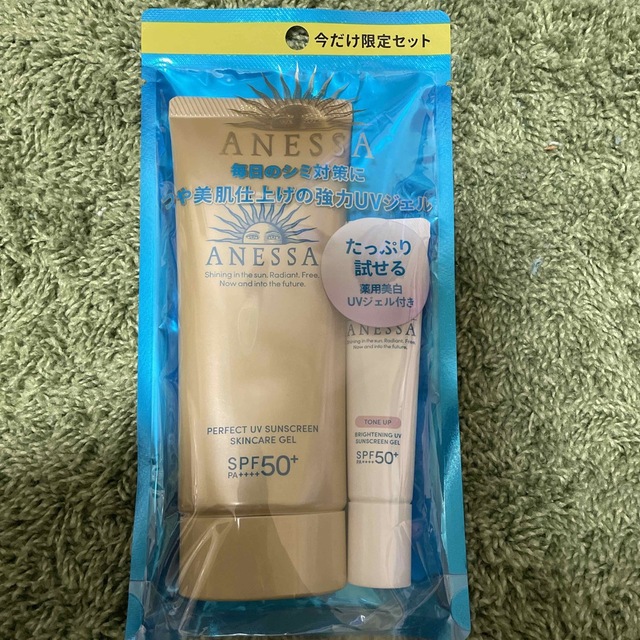 今だけ限定セット
ANESSA
毎日のシミ対策に
や美肌仕上げの強力UVジェル
ANESSA
Shining in the sun. Radiant. Free.
Now and into the future.
PERFECT UV SUNSCREEN
SKINCARE GEL
SPF50+
PA++++
たっぷり
試せる
薬用美白
UVジェル付き
ANESSA
Shining in the sun. Radiant. Free.
Now and into the future.
TONE UP
BRIGHTENING UV
SUNSCREEN GEL
SPF50+
PA++++